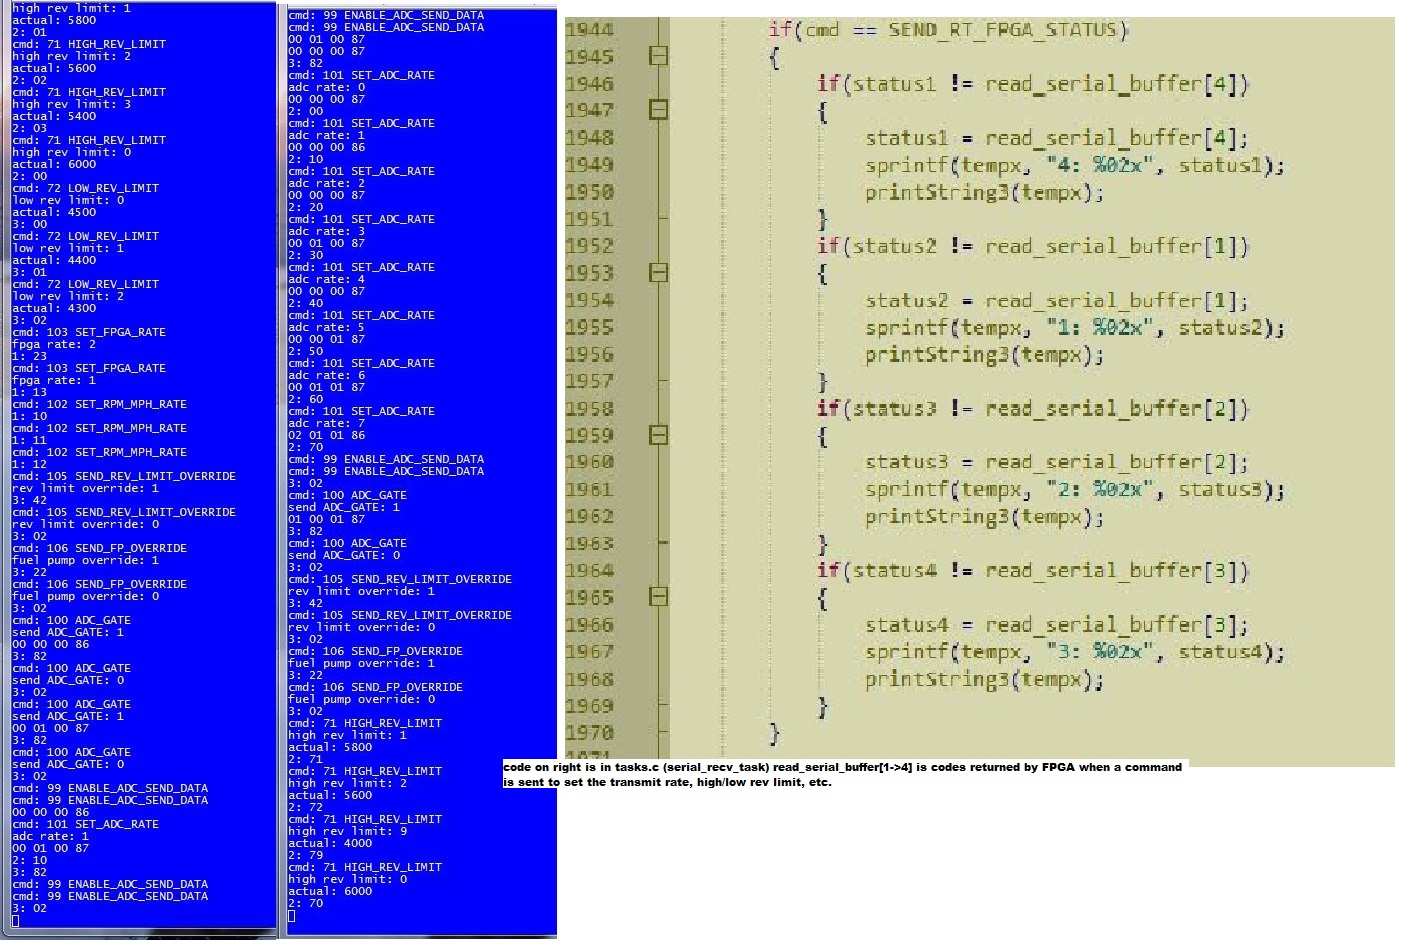 high rev limit: 1
actual: 5800
2: 01
cmd: 71 HIGH_REV_LIMIT
high rev limit: 2
actual: 5600
2: 02
cmd: 71 HIGH_REV_LIMIT
high rev limit: 3
actual: 5400
2: 03
cmd: 71 HIGH_REV_LIMIT
high rev limit: 0
actual: 6000
2: 00
cmd: 72 LOW_REV_LIMIT
low rev limit: 0
actual: 4500
3: 00
cmd: 72 LOW_REV_LIMIT
low rev limit: 1
actual: 4400
3: 01
cmd: 72 LOW_REV_LIMIT
low rev limit: 2
actual: 4300
3: 02
cmd: 103 SET_FPGA_RATE
fpga rate: 2
1: 23
cmd: 103 SET_FPGA_RATE
fpga rate: 1
1: 13
cmd: 102 SET_RPM_MPH_RATE
1: 10
cmd: 102 SET_RPM_MPH_RATE
1: 11
cmd: 102 SET_RPM_MPH_RATE
1: 12
cmd: 105 SEND_REV_LIMIT_OVERRIDE
rev limit override: 1
3: 42
cmd: 105 SEND_REV_LIMIT_OVERRIDE
rev limit override: 0
3: 02
cmd: 106 SEND_FP_OVERRIDE
fuel pump override: 1
3: 22
cmd: 106 SEND_FP_OVERRIDE
fuel pump override: 0
3: 02
cmd: 100 ADC_GATE
send ADC_GATE: 1
00 00 00 86
3: 82
cmd: 100 ADC_GATE
send ADC_GATE: 0
3: 02
cmd: 100 ADC_GATE
send ADC_GATE: 1
00 01 00 87
3: 82
cmd: 100 ADC_GATE
send ADC_GATE: 0
3: 02
cmd: 99 ENABLE_ADC_SEND_DATA
cmd: 99 ENABLE_ADC_SEND_DATA
00 00 00 86
cmd: 101 SET_ADC_RATE
adc rate: 1
00 01 00 87
2: 10
3: 82
cmd: 99 ENABLE_ADC_SEND_DATA
cmd: 99 ENABLE_ADC_SEND_DATA
3: 02
cmd: 99 ENABLE_ADC_SEND_DATA
cmd: 99 ENABLE_ADC_SEND_DATA
00 01 00 87
00 00 00 87
3: 82
cmd: 101 SET_ADC_RATE
adc rate: 0
00 00 00 87
2: 00
cmd: 101 SET_ADC_RATE
adc rate: 1
00 00 00 86
2: 10
cmd: 101 SET_ADC_RATE
adc rate: 2
00 00 00 87
2: 20
cmd: 101 SET_ADC_RATE
adc rate: 3
00 01 00 87
2: 30
cmd: 101 SET_ADC_RATE
adc rate: 4
00 00 00 87
2: 40
cmd: 101 SET_ADC_RATE
adc rate: 5
00 00 01 87
2: 50
cmd: 101 SET_ADC_RATE
adc rate: 6
00 01 01 87
2: 60
cmd: 101 SET_ADC_RATE
adc rate: 7
02 01 01 86
2: 70
cmd: 99 ENABLE_ADC_SEND_DATA
cmd: 99 ENABLE_ADC_SEND_DATA
3: 02
cmd: 100 ADC_GATE
send ADC_GATE: 1
01 00 01 87
3: 82
cmd: 100 ADC_GATE
send ADC_GATE: 0
3: 02
cmd: 105 SEND_REV_LIMIT_OVERRIDE
rev limit override: 1
3: 42
cmd: 105 SEND_REV_LIMIT_OVERRIDE
rev limit override: 0
3: 02
cmd: 106 SEND_FP_OVERRIDE
fuel pump override: 1
3: 22
cmd: 106 SEND_FP_OVERRIDE
fuel pump override: 0
3: 02
cmd: 71 HIGH_REV_LIMIT
high rev limit: 1
actual: 5800
2: 71
cmd: 71 HIGH_REV_LIMIT
high rev limit: 2
actual: 5600
2: 72
cmd: 71 HIGH_REV_LIMIT
high rev limit: 9
actual: 4000
2: 79
cmd: 71 HIGH_REV_LIMIT
high rev limit: 0
actual: 6000
2: 70
1944 if(cmd == SEND_RT_FPGA_STATUS)
1945 {
1946 if(status1 != read_serial_buffer[4])
1947 {
1948 status1 = read_serial_buffer[4];
1949 sprintf(tempx, "4: %02x", status1);
1950 printString3(tempx);
1951 }
1952 if(status2 != read_serial_buffer[1])
1953 {
1954 status2 = read_serial_buffer[1];
1955 sprintf(tempx, "1: %02x", status2);
1956 printString3(tempx);
1957 }
1958 if(status3 != read_serial_buffer[2])
1959 {
1960 status3 = read_serial_buffer[2];
1961 sprintf(tempx, "2: %02x", status3);
1962 printString3(tempx);
1963 }
1964 if(status4 != read_serial_buffer[3])
1965 {
1966 status4 = read_serial_buffer[3];
1967 sprintf(tempx, "3: %02x", status4);
1968 printString3(tempx);
1969 }
1970 }
code on right is in tasks.c (serial_recv_task) read_serial_buffer[1->4] is codes returned by FPGA when a command
is sent to set the transmit rate, high/low rev limit, etc.